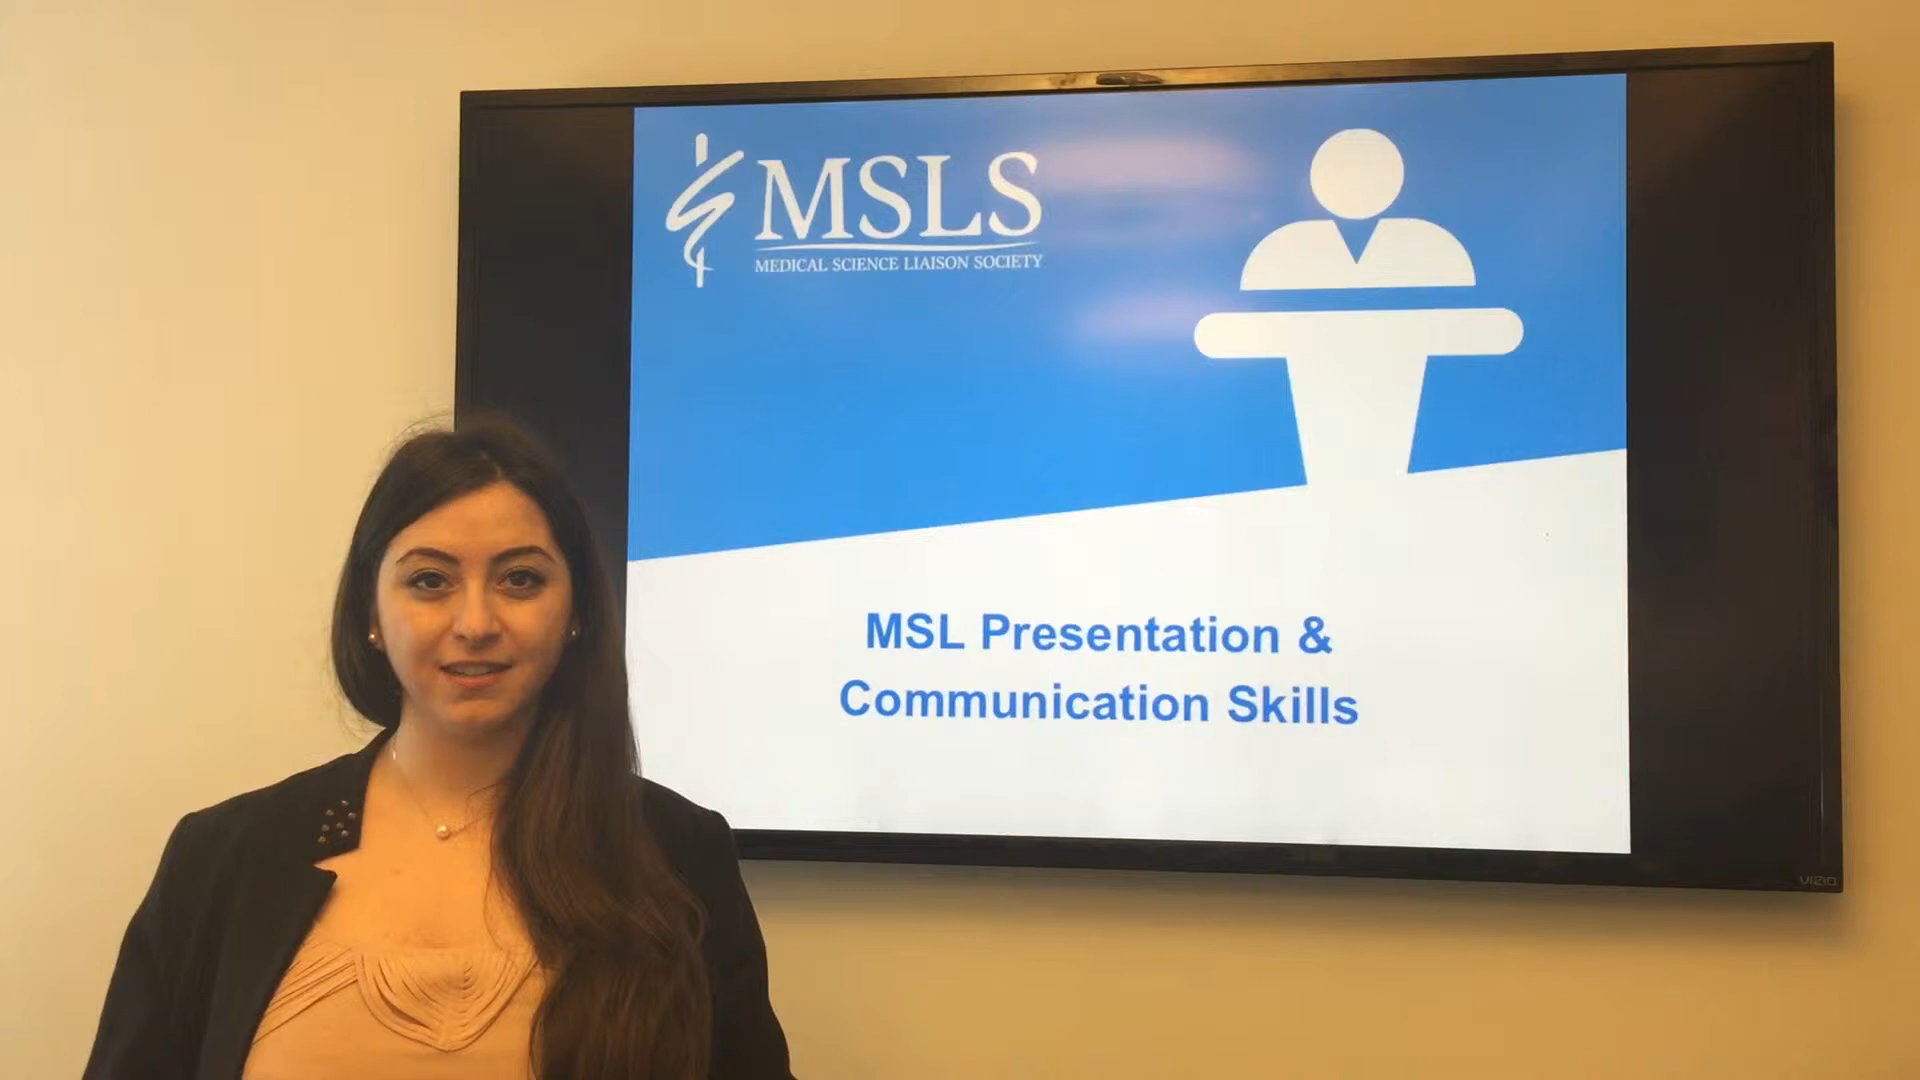 MSLS
MEDICAL SCIENCE LIAISON SOCIETY
MSL Presentation &
Communication Skills
VIZIO